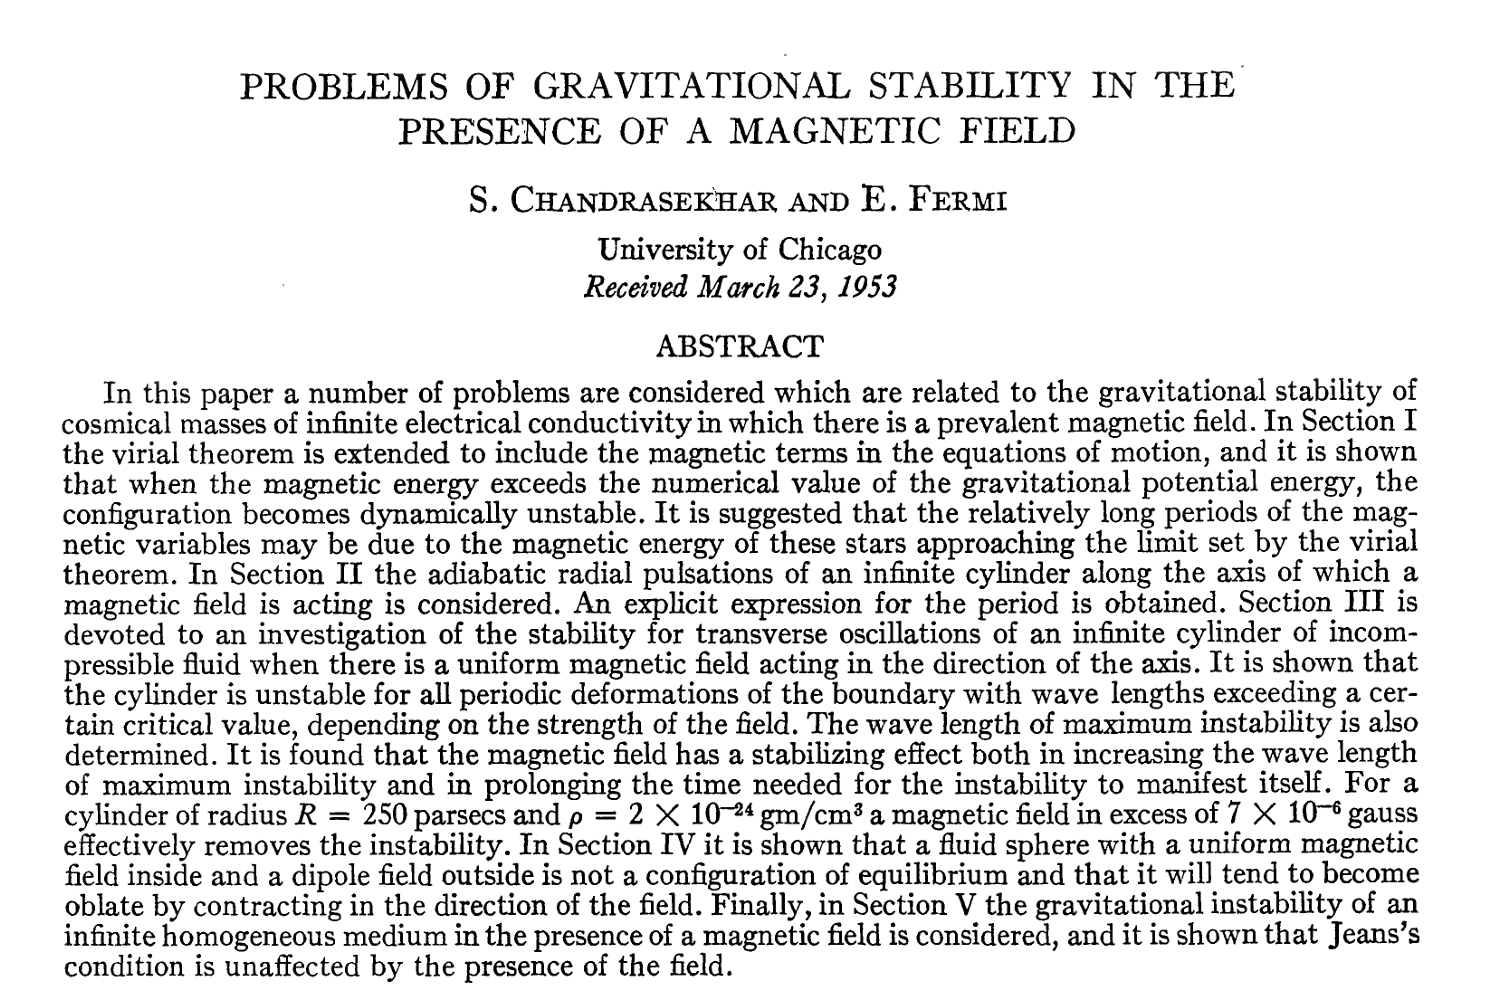 PROBLEMS OF GRAVITATIONAL STABILITY IN THE
PRESENCE OF A MAGNETIC FIELD
S. CHANDRASEKHAR AND E. FERMI
University of Chicago
Received March 23, 1953
ABSTRACT
In this paper a number of problems are considered which are related to the gravitational stability of
cosmical masses of infinite electrical conductivity in which there is a prevalent magnetic field. In Section I
the virial theorem is extended to include the magnetic terms in the equations of motion, and it is shown
that when the magnetic energy exceeds the numerical value of the gravitational potential energy, the
configuration becomes dynamically unstable. It is suggested that the relatively long periods of the mag-
netic variables may be due to the magnetic energy of these stars approaching the limit set by the virial
theorem. In Section II the adiabatic radial pulsations of an infinite cylinder along the axis of which a
magnetic field is acting is considered. An explicit expression for the period is obtained. Section III is
devoted to an investigation of the stability for transverse oscillations of an infinite cylinder of incom-
pressible fluid when there is a uniform magnetic field acting in the direction of the axis. It is shown that
the cylinder is unstable for all periodic deformations of the boundary with wave lengths exceeding a cer-
tain critical value, depending on the strength of the field. The wave length of maximum instability is also
determined. It is found that the magnetic field has a stabilizing effect both in increasing the wave length
of maximum instability and in prolonging the time needed for the instability to manifest itself. For a
cylinder of radius R = 250 parsecs and ρ = 2 × 10⁻²⁴ gm/cm³ a magnetic field in excess of 7 × 10⁻⁶ gauss
effectively removes the instability. In Section IV it is shown that a fluid sphere with a uniform magnetic
field inside and a dipole field outside is not a configuration of equilibrium and that it will tend to become
oblate by contracting in the direction of the field. Finally, in Section V the gravitational instability of an
infinite homogeneous medium in the presence of a magnetic field is considered, and it is shown that Jeans's
condition is unaffected by the presence of the field.